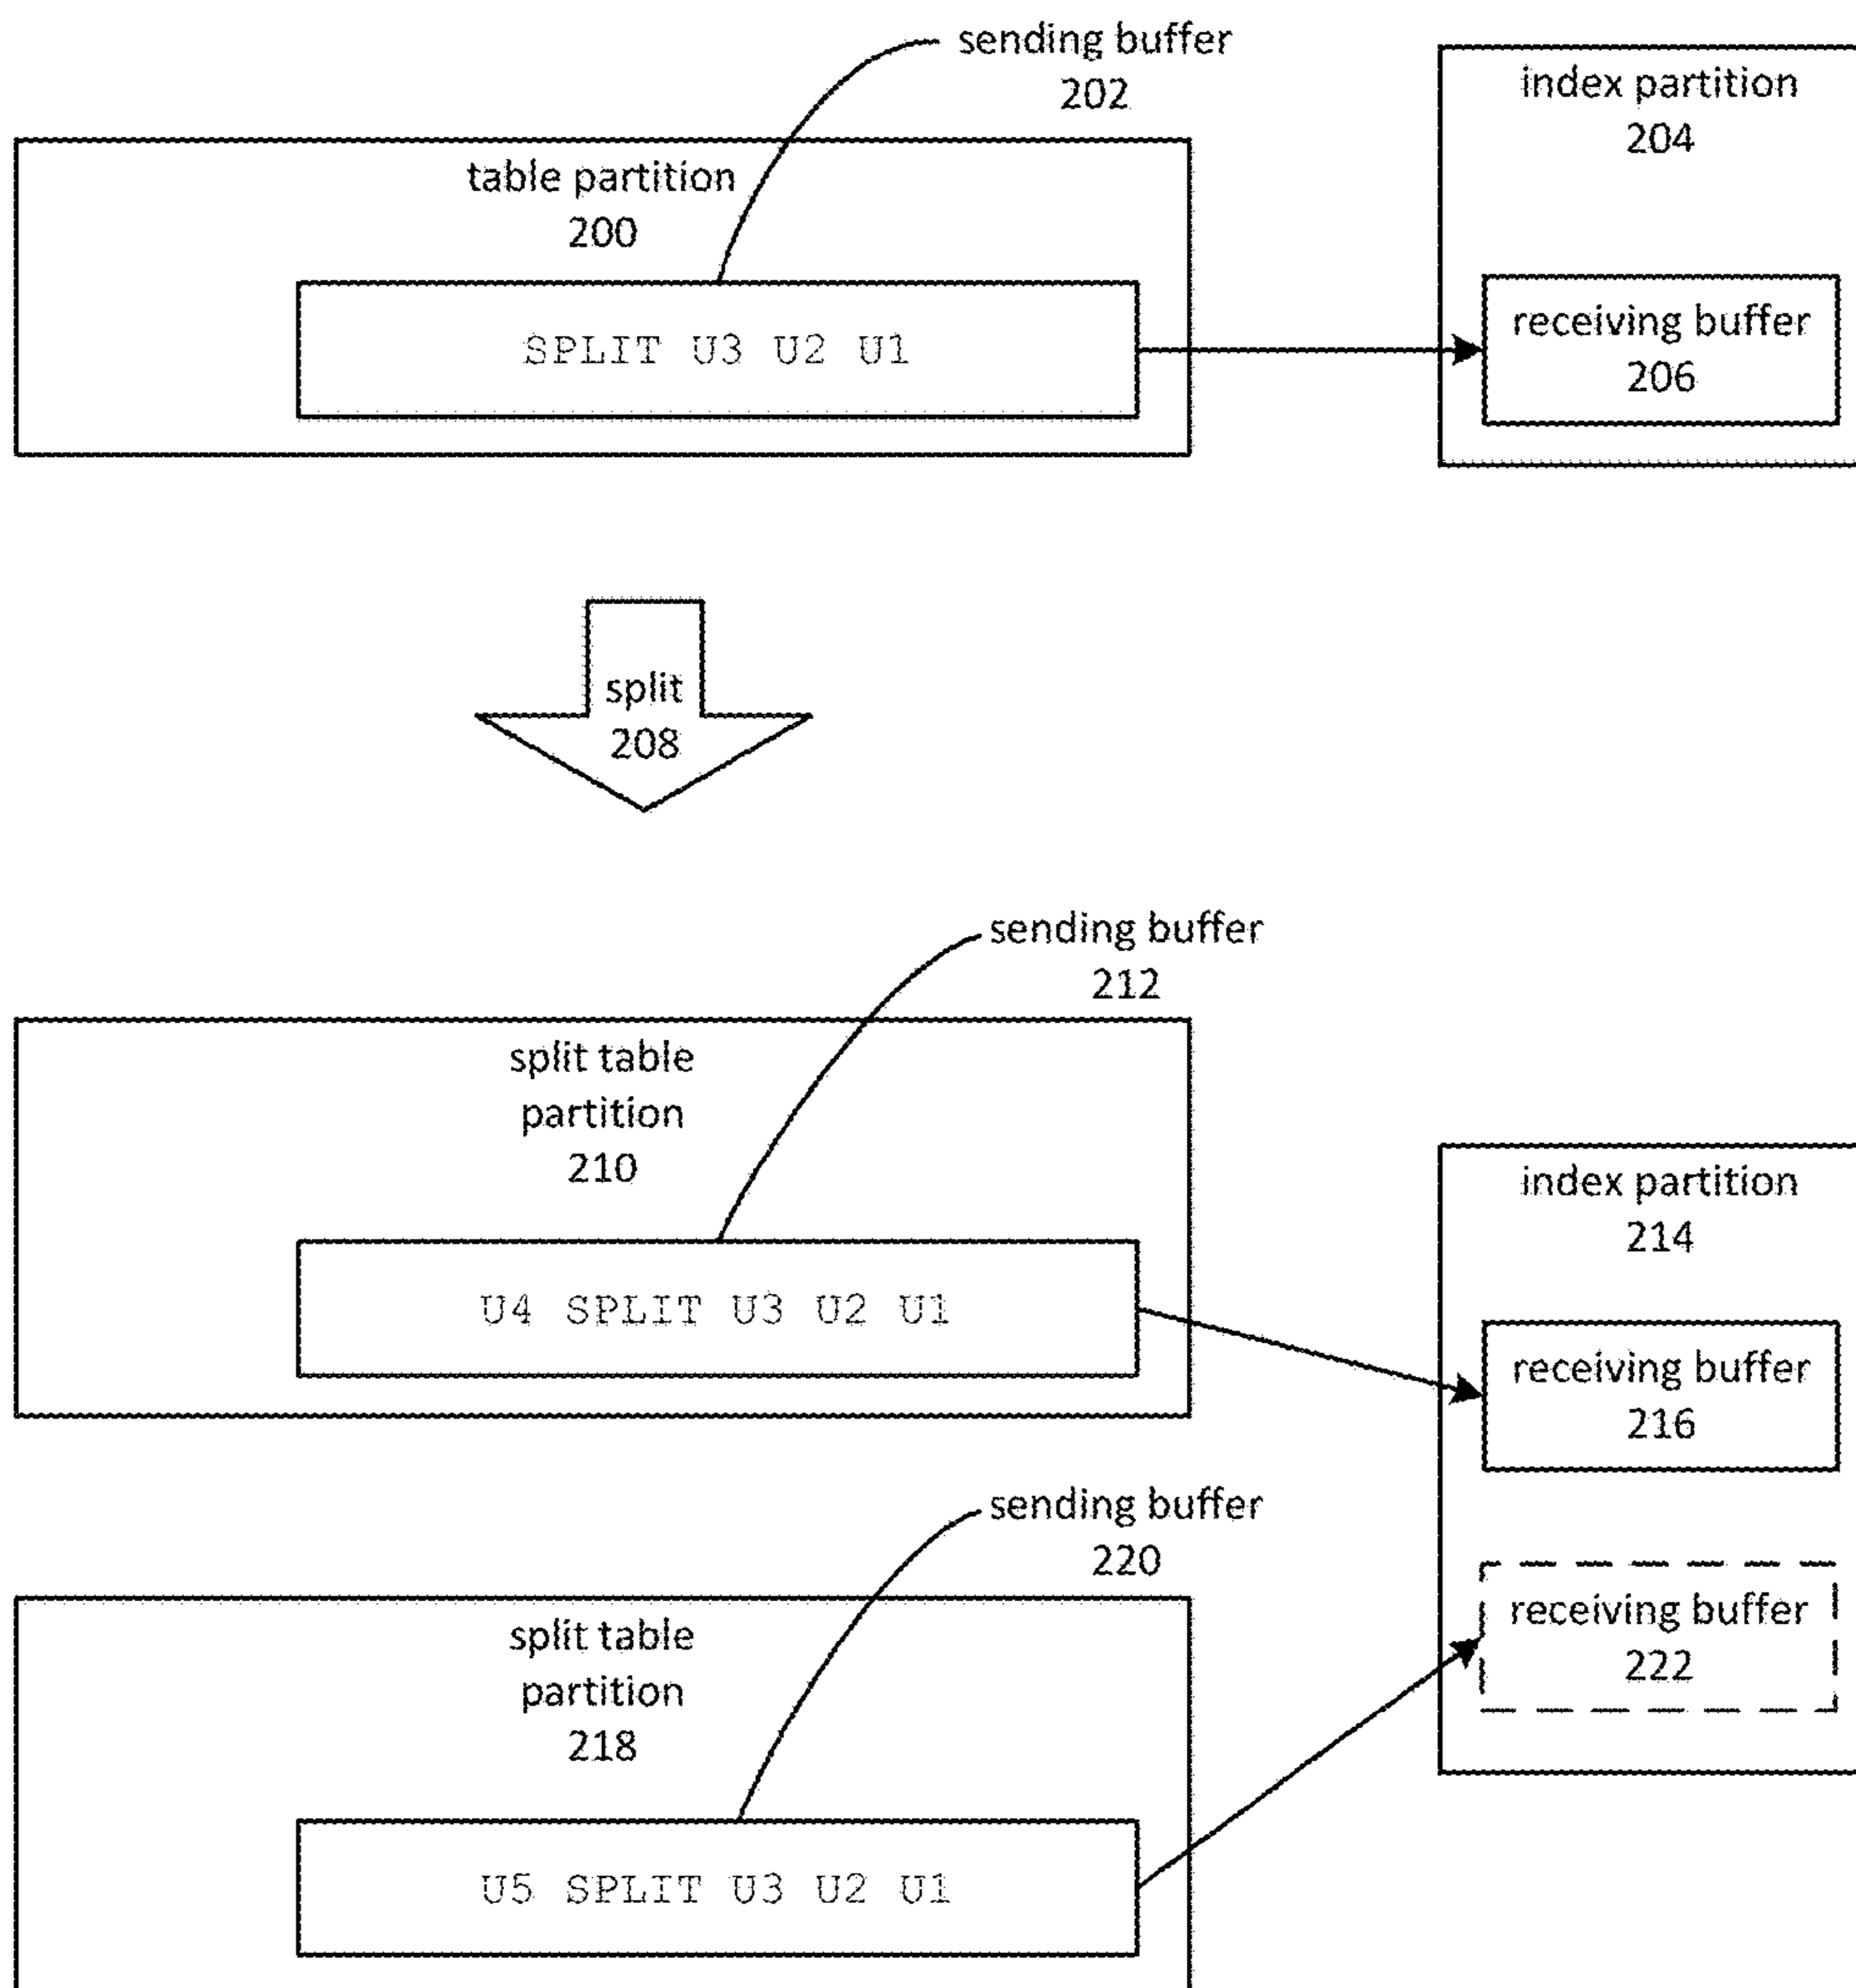 sending buffer
202
index partition
204
table partition
200
SPLIT U3 U2 U1
receiving buffer
206
split
208
sending buffer
212
split table
partition
210
index partition
214
U4 SPLIT U3 U2 U1
receiving buffer
216
sending buffer
220
split table
partition
218
receiving buffer
222
U5 SPLIT U3 U2 U1